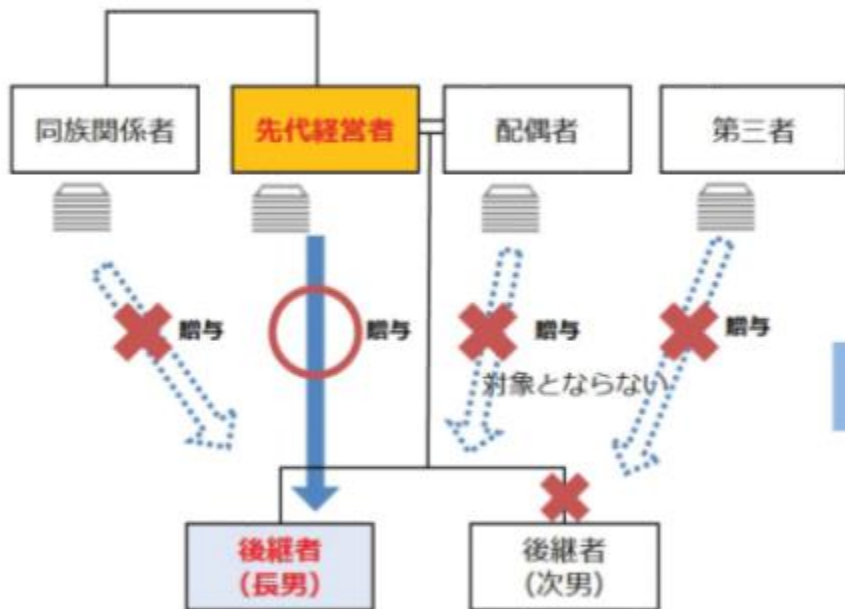 同族関係者
先代経営者
配偶者
第三者
贈与
贈与
贈与
贈与
対象とならない
後継者
(長男)
後継者
(次男)